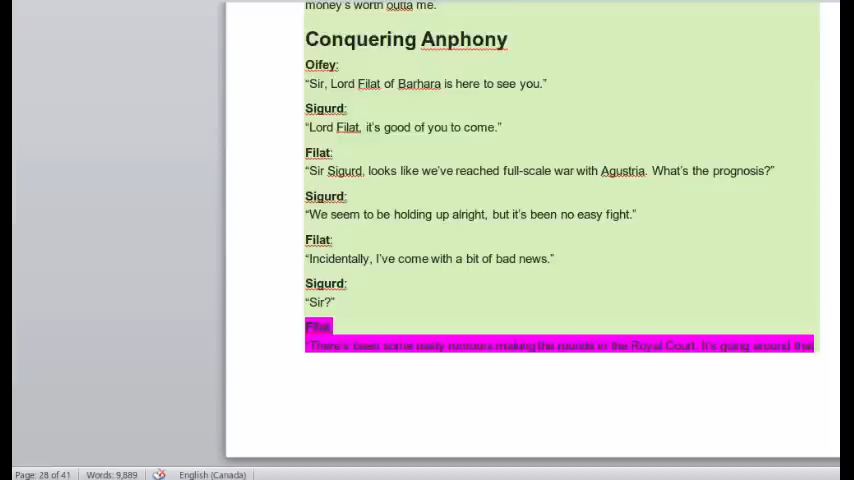 money's worth outta me.
Conquering Anphony
Oifey:
“Sir, Lord Filat of Barhara is here to see you.”
Sigurd:
“Lord Filat, it’s good of you to come.”
Filat:
“Sir Sigurd, looks like we’ve reached full-scale war with Agustria. What’s the prognosis?”
Sigurd:
“We seem to be holding up alright, but it’s been no easy fight.”
Filat:
“Incidentally, I’ve come with a bit of bad news.”
Sigurd:
“Sir?”
Filat:
“There’s been some nasty rumours making the rounds in the Royal Court. It’s going around that
Page: 28 of 41
Words: 9,889
English (Canada)